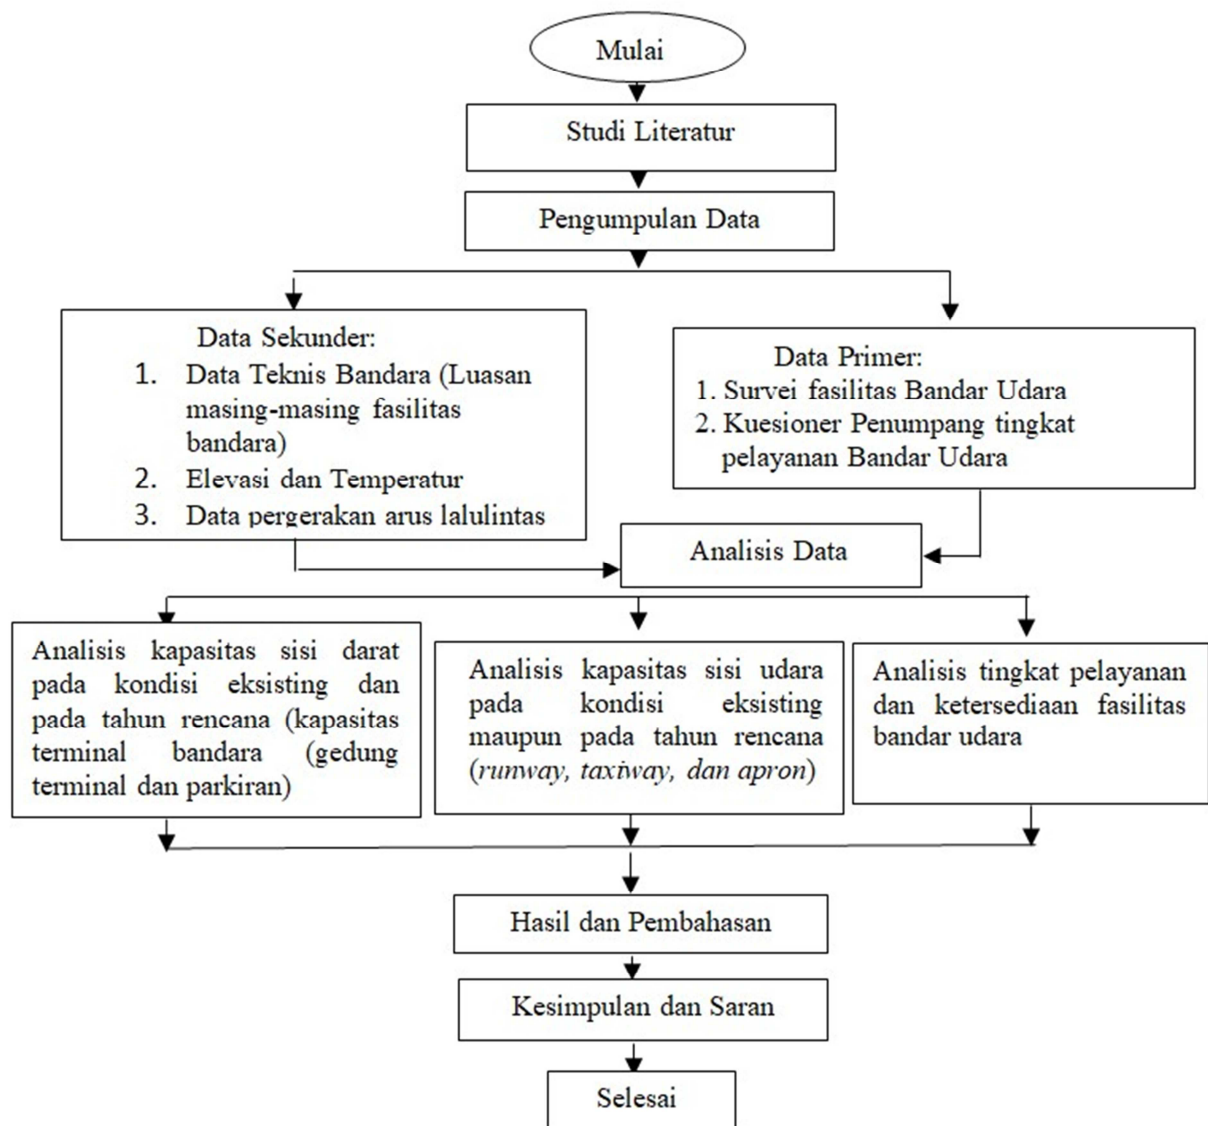 Mulai
Studi Literatur
Pengumpulan Data
Data Sekunder:
1. Data Teknis Bandara (Luasan
masing-masing fasilitas
bandara)
2. Elevasi dan Temperatur
3. Data pergerakan arus lalulintas
Data Primer:
1. Survei fasilitas Bandar Udara
2. Kuesioner Penumpang tingkat
pelayanan Bandar Udara
Analisis Data
Analisis kapasitas sisi darat
pada kondisi eksisting dan
pada tahun rencana (kapasitas
terminal bandara (gedung
terminal dan parkiran)
Analisis kapasitas sisi udara
pada kondisi eksisting
maupun pada tahun rencana
(runway, taxiway, dan apron)
Analisis tingkat pelayanan
dan ketersediaan fasilitas
bandar udara
Hasil dan Pembahasan
Kesimpulan dan Saran
Selesai